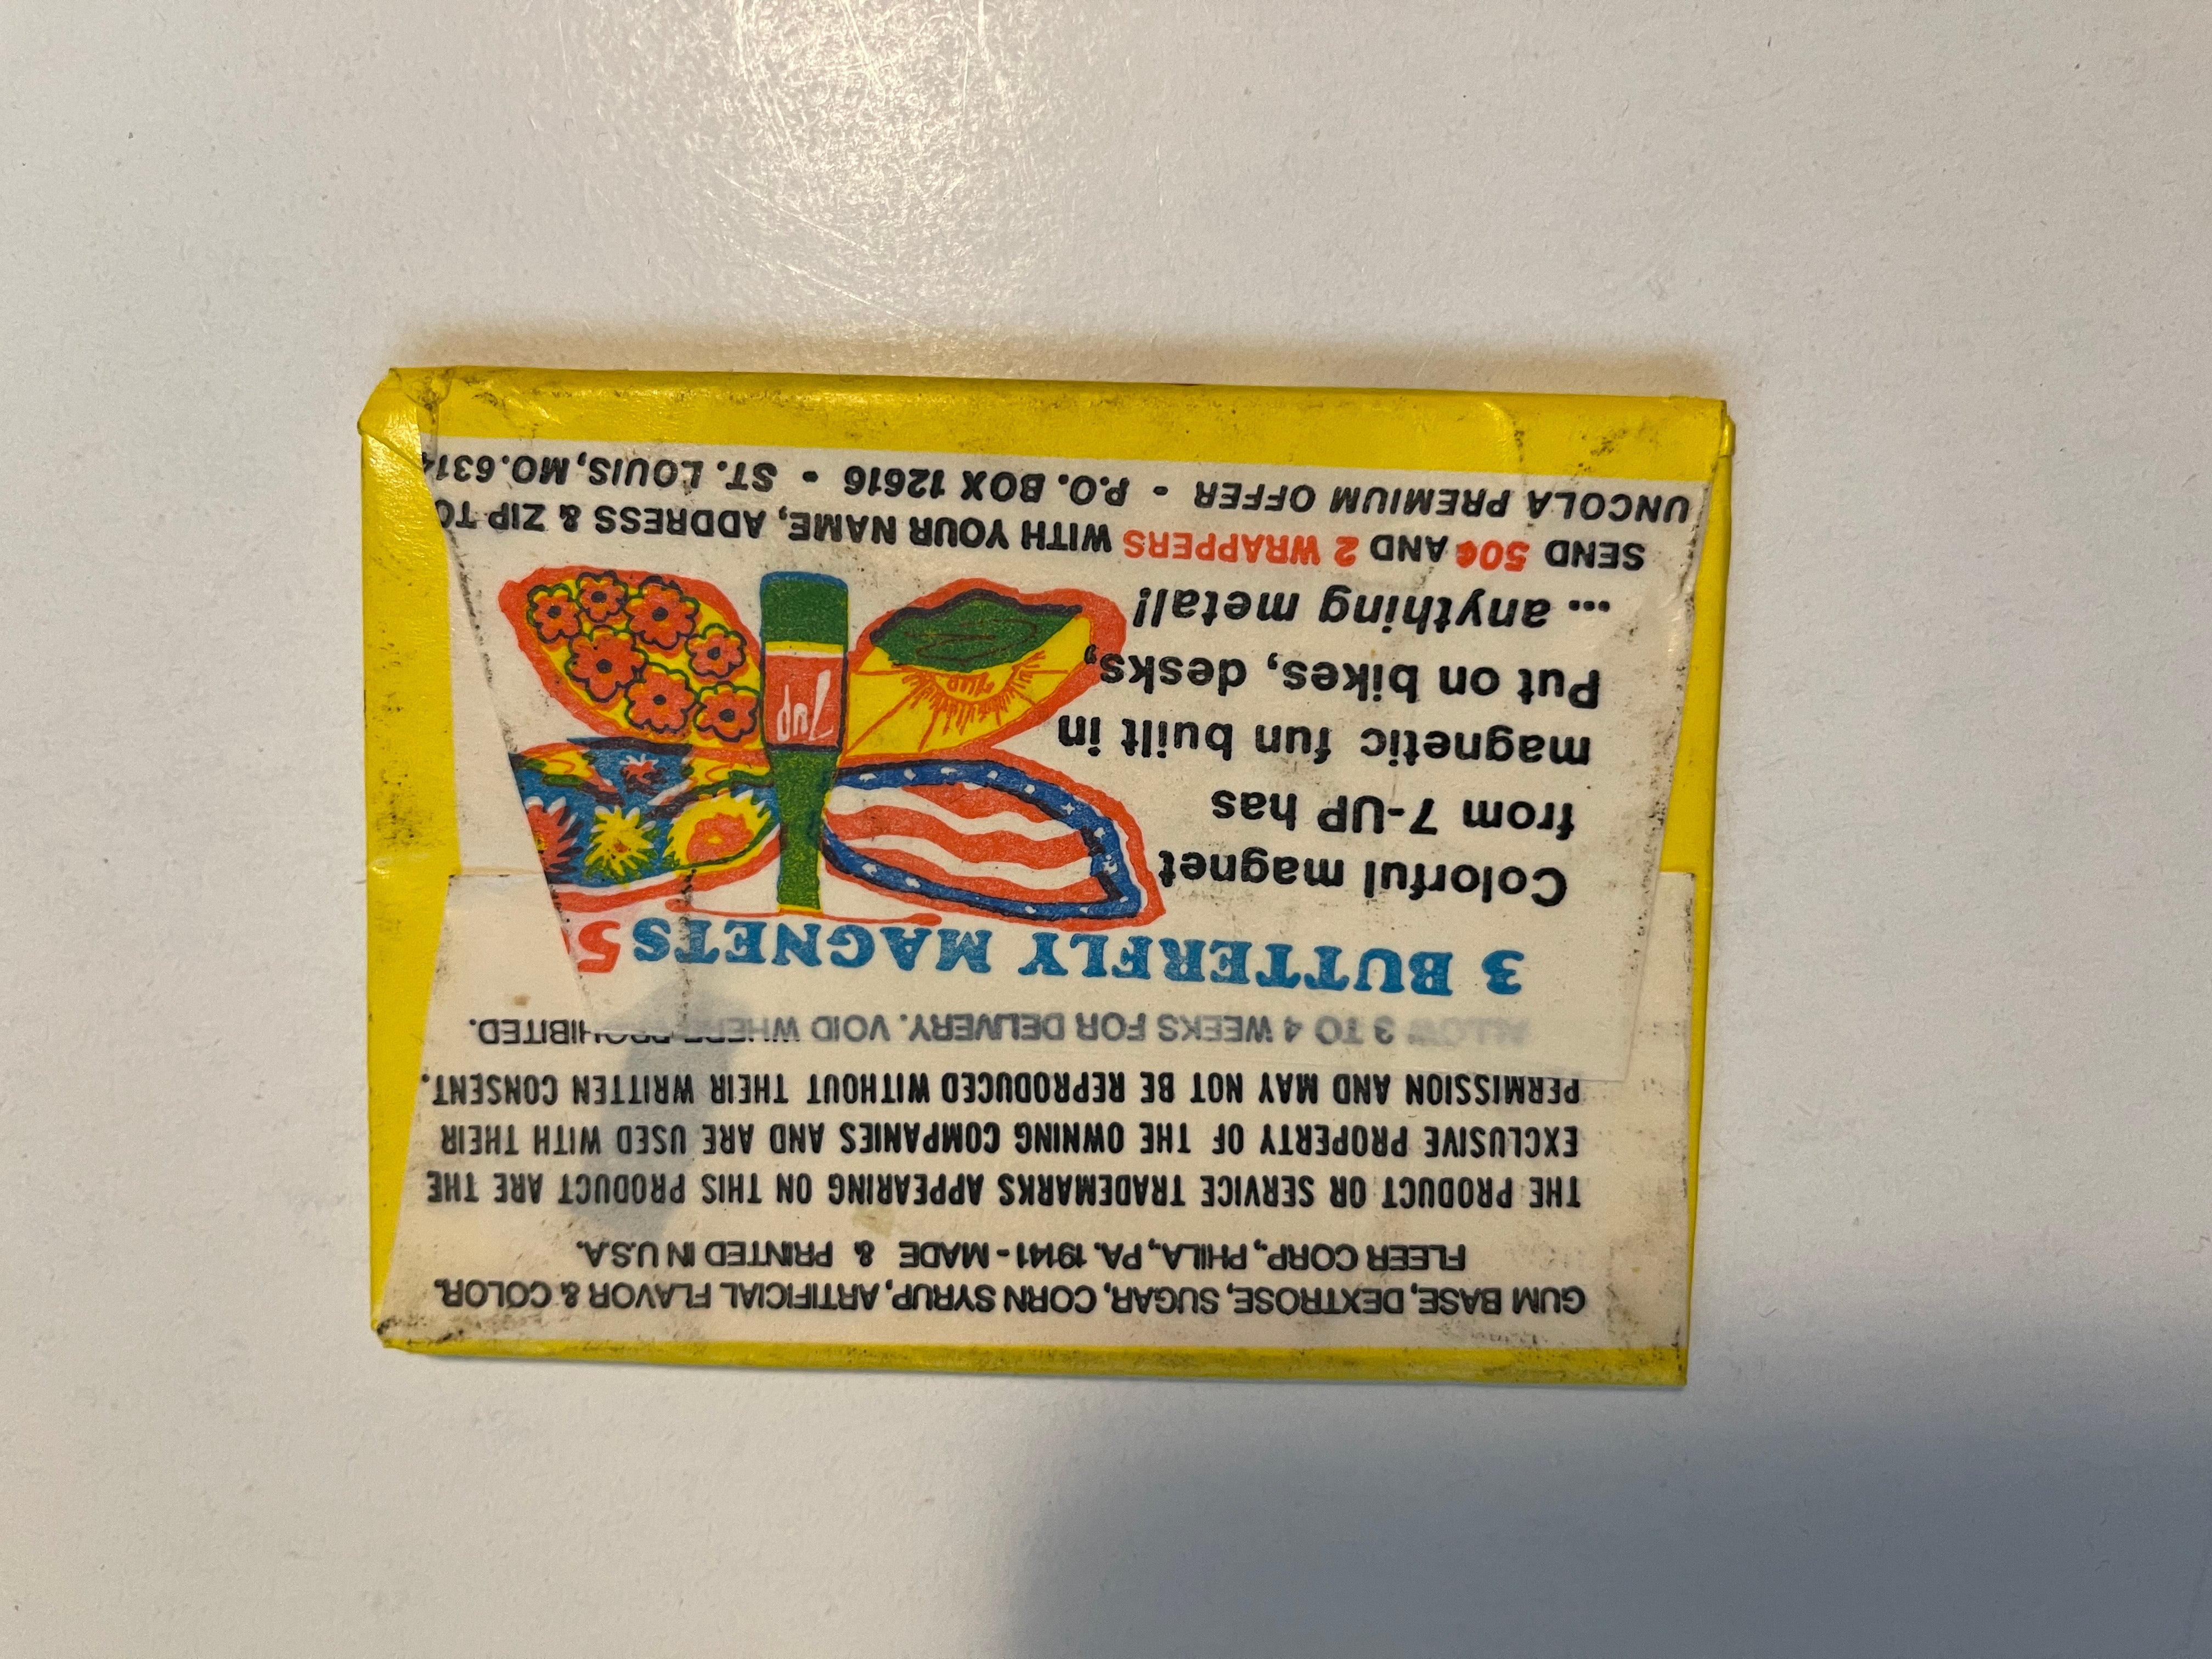 GUM BASE, DEXTROSE, SUGAR, CORN SYRUP, ARTIFICIAL FLAVOR & COLOR.
FLEER CORP., PHILA., PA. 19141 - MADE & PRINTED IN U.S.A.
THE PRODUCT OR SERVICE TRADEMARKS APPEARING ON THIS PRODUCT ARE THE
EXCLUSIVE PROPERTY OF THE OWNING COMPANIES AND ARE USED WITH THEIR
PERMISSION AND MAY NOT BE REPRODUCED WITHOUT THEIR WRITTEN CONSENT.
ALLOW 3 TO 4 WEEKS FOR DELIVERY. VOID WHERE PROHIBITED.
3 BUTTERFLY MAGNETS 5
Colorful magnet
from 7-UP has
magnetic fun built in
Put on bikes, desks,
... anything metal!
7up
7up
SEND 50¢ AND 2 WRAPPERS WITH YOUR NAME, ADDRESS & ZIP TO
UNCOLA PREMIUM OFFER - P.O. BOX 12616 - ST. LOUIS, MO. 6314